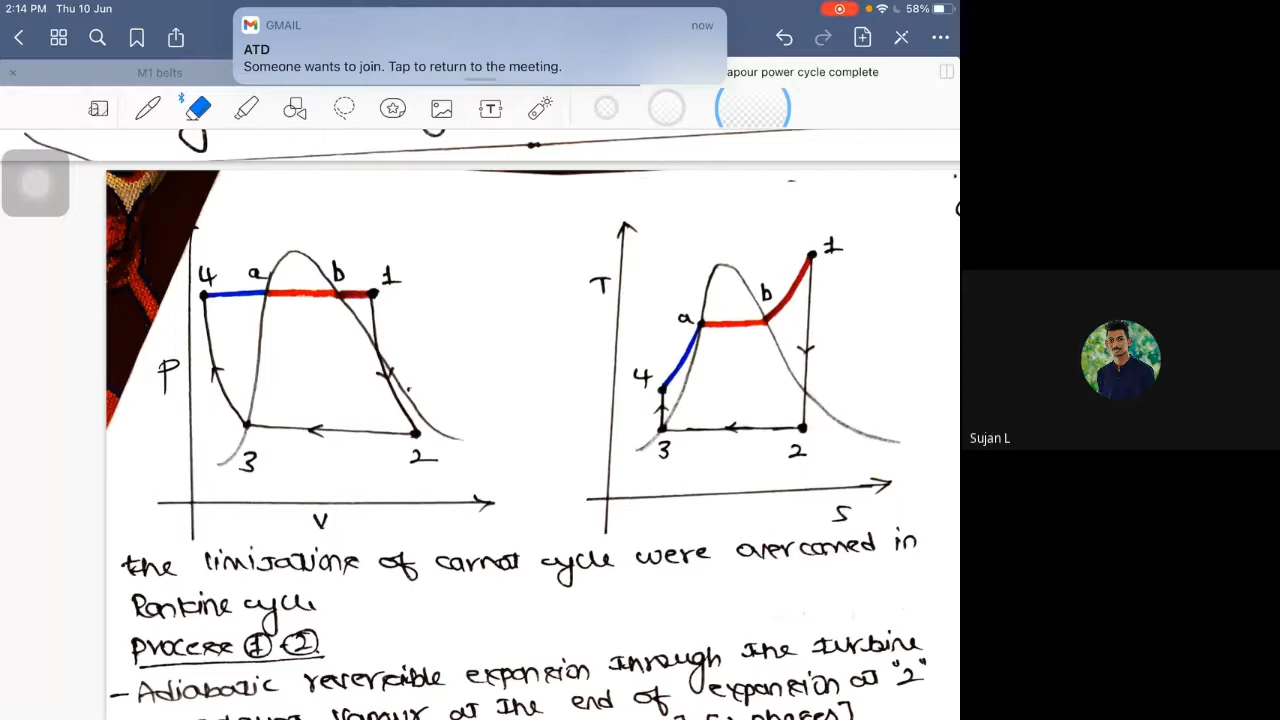 2:14 PM Thu 10 Jun
58%
GMAIL
now
ATD
Someone wants to join. Tap to return to the meeting.
M1 belts
apour power cycle complete
T
4 a b 1
P
3
2
V
T
1
b
a
4
3
2
S
Sujan L
the limitations of carnot cycle were overcomed in
Rankine cycle
process ① - ②
- Adiabatic reversible expansion through the turbine
vapour at the end of expansion at "2"
phases]